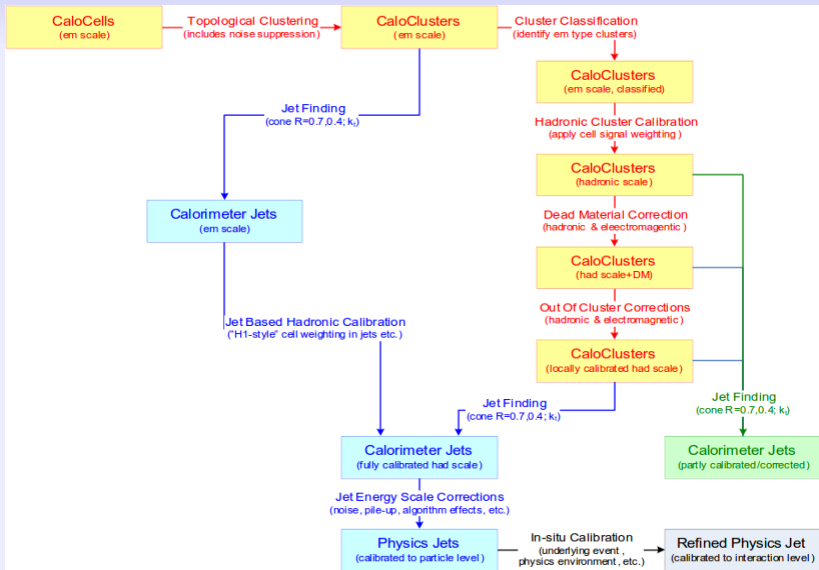 CaloCells
(em scale)
Topological Clustering
(includes noise suppression)
CaloClusters
(em scale)
Cluster Classification
(identify em type clusters)
CaloClusters
(em scale, classified)
Jet Finding
(cone R=0.7,0.4; kt)
Hadronic Cluster Calibration
(apply cell signal weighting )
CaloClusters
(hadronic scale)
Calorimeter Jets
(em scale)
Dead Material Correction
(hadronic & eleectromagentic )
CaloClusters
(had scale+DM)
Out Of Cluster Corrections
(hadronic & electromagnetic)
Jet Based Hadronic Calibration
("H1-style" cell weighting in jets etc.)
CaloClusters
(locally calibrated had scale)
Jet Finding
(cone R=0.7,0.4; kt)
Jet Finding
(cone R=0.7,0.4; kt)
Calorimeter Jets
(fully calibrated had scale)
Calorimeter Jets
(partly calibrated/corrected)
Jet Energy Scale Corrections
(noise, pile-up, algorithm effects, etc.)
Physics Jets
(calibrated to particle level)
In-situ Calibration
(underlying event ,
physics environment, etc.)
Refined Physics Jet
(calibrated to interaction level)